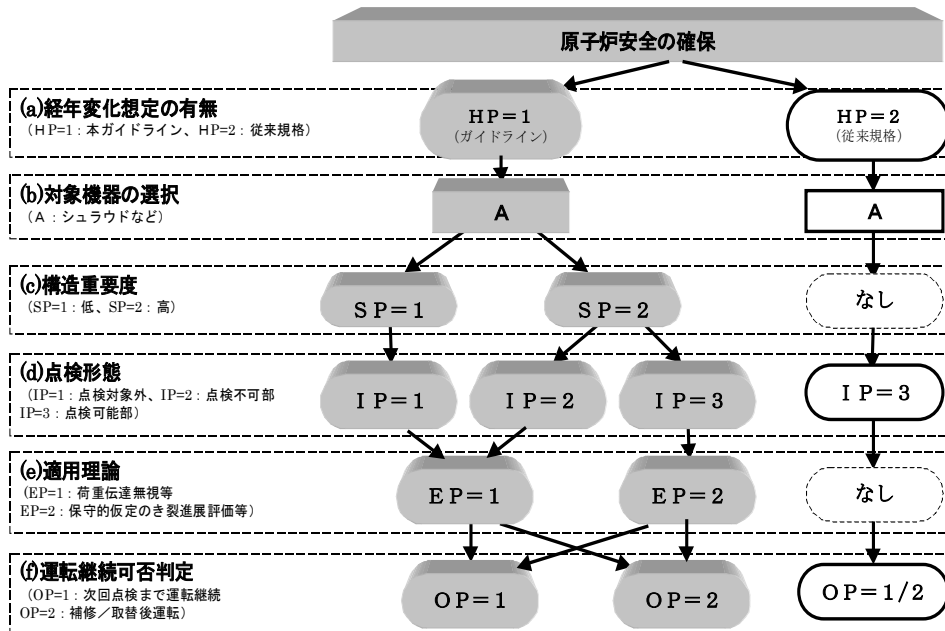 原子炉安全の確保
(a)経年変化想定の有無
（ＨP=1：本ガイドライン、ＨP=2：従来規格）
ＨＰ＝１
（ガイドライン）
ＨＰ＝２
（従来規格）
(b)対象機器の選択
（Ａ：シュラウドなど）
Ａ
Ａ
(c)構造重要度
（SP=1：低、SP=2：高）
ＳＰ＝１
ＳＰ＝２
なし
(d)点検形態
（IP=1：点検対象外、IP=2：点検不可部
IP=3：点検可能部）
ＩＰ＝１
ＩＰ＝２
ＩＰ＝３
ＩＰ＝３
(e)適用理論
（EP=1：荷重伝達無視等
EP=2：保守的仮定のき裂進展評価等）
ＥＰ＝１
ＥＰ＝２
なし
(f)運転継続可否判定
（OP=1：次回点検まで運転継続
OP=2：補修／取替後運転）
ＯＰ＝１
ＯＰ＝２
ＯＰ＝１/２